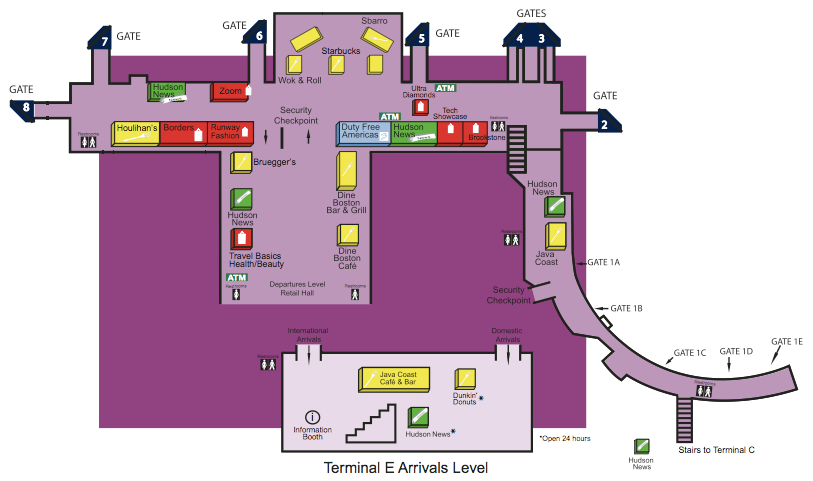 Sbarro
GATES
GATE
6
GATE
7
5
GATE
4
3
Starbucks
Wok & Roll
GATE
8
Hudson
News
Zoom
Ultra
Diamonds
ATM
GATE
2
Security
Checkpoint
ATM
Tech
Showcase
Restrooms
Restrooms
Houlihan's
Borders
Runway
Fashion
Duty Free
Americas
Hudson
News
Brookstone
Bruegger's
Hudson
News
Dine
Boston
Bar & Grill
Hudson
News
Travel Basics
Health/Beauty
Dine
Boston
Café
Restrooms
Java
Coast
GATE 1A
ATM
Restrooms
Departures Level
Retail Hall
Restrooms
Security
Checkpoint
GATE 1B
International
Arrivals
Domestic
Arrivals
GATE 1C
GATE 1D
GATE 1E
Restrooms
Java Coast
Café & Bar
Dunkin'
Donuts *
Restrooms
i
Information
Booth
Hudson News*
*Open 24 hours
Stairs to Terminal C
Hudson
News
Terminal E Arrivals Level